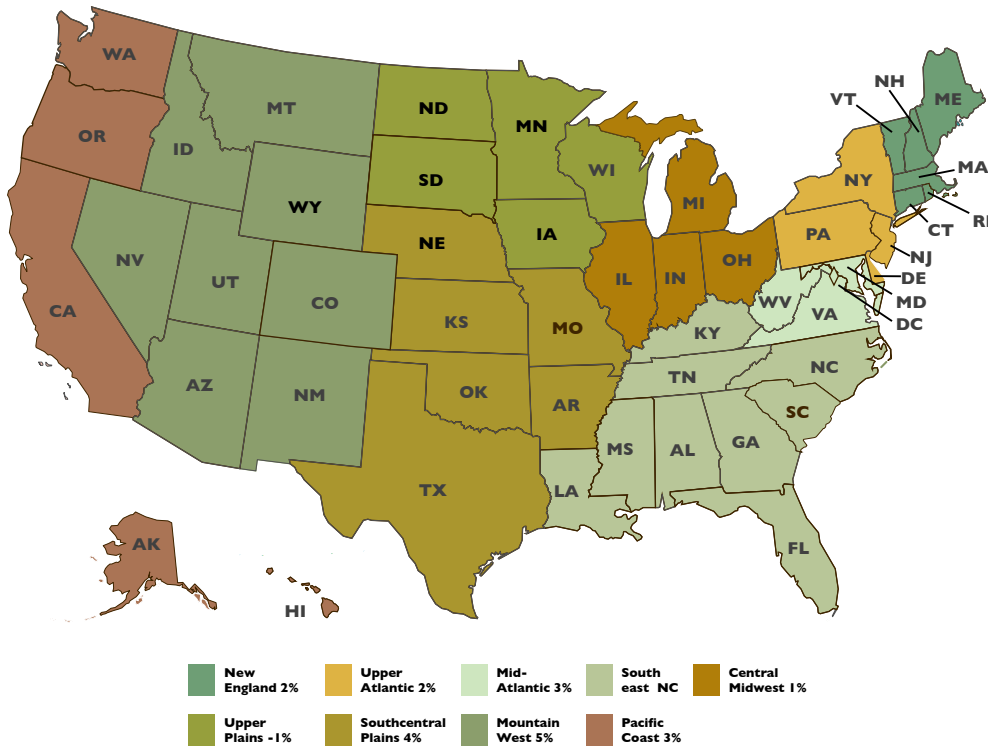 WA
OR
CA
NV
ID
MT
WY
UT
CO
AZ
NM
ND
SD
NE
KS
OK
TX
MN
IA
MO
AR
LA
WI
IL
IN
MI
OH
KY
TN
MS
AL
GA
FL
SC
NC
VA
WV
PA
NY
VT
NH
ME
MA
RI
CT
NJ
DE
MD
DC
AK
HI
New
England 2%
Upper
Atlantic 2%
Mid-
Atlantic 3%
South
east NC
Central
Midwest 1%
Upper
Plains -1%
Southcentral
Plains 4%
Mountain
West 5%
Pacific
Coast 3%